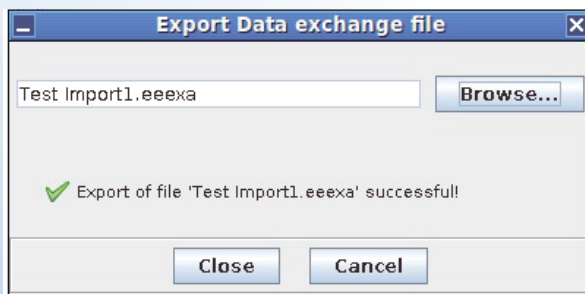 Export Data exchange file
Test Import1.eeexa
Browse...
Export of file 'Test Import1.eeexa' successful!
Close
Cancel